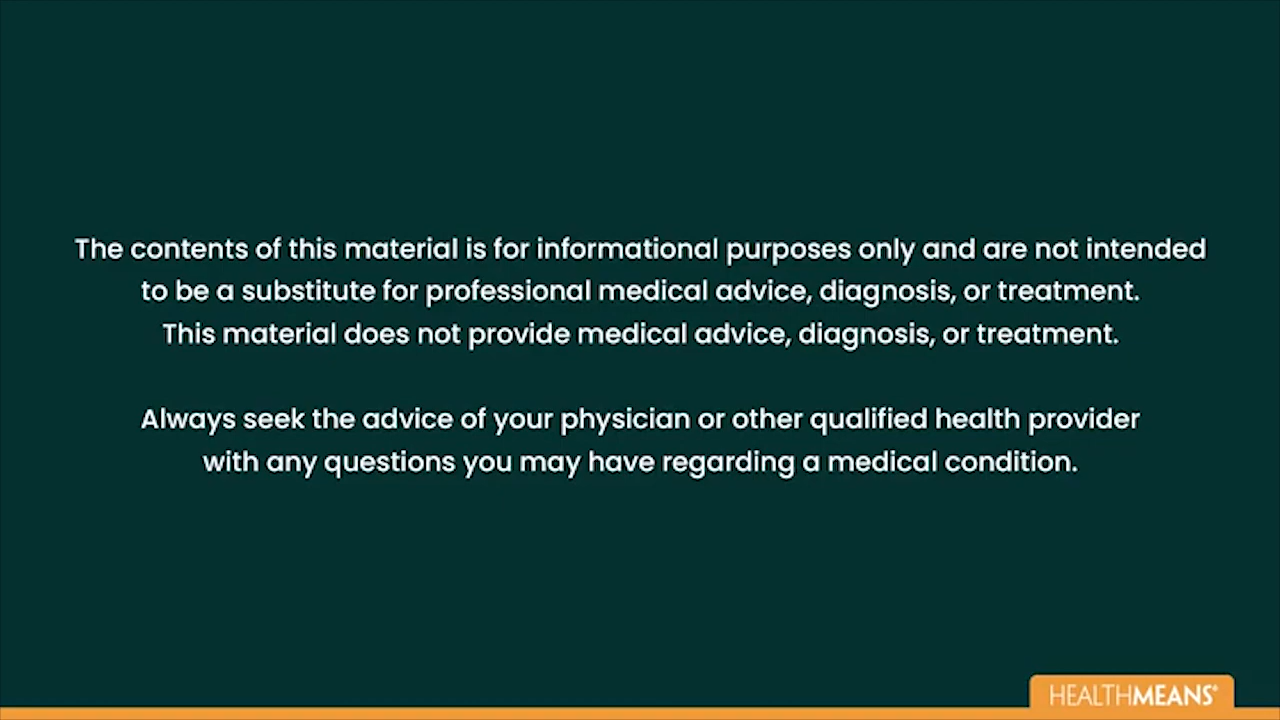 The contents of this material is for informational purposes only and are not intended
to be a substitute for professional medical advice, diagnosis, or treatment.
This material does not provide medical advice, diagnosis, or treatment.
Always seek the advice of your physician or other qualified health provider
with any questions you may have regarding a medical condition.
HEALTHMEANS®